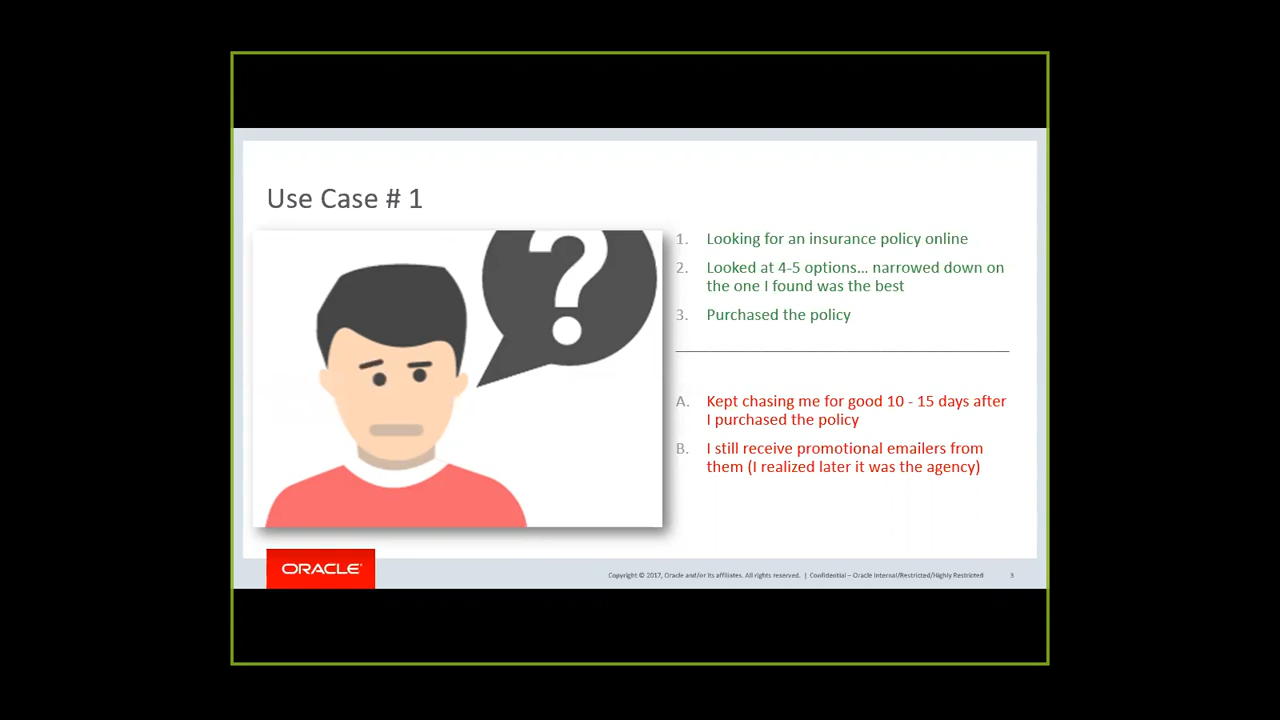 Use Case # 1
?
1. Looking for an insurance policy online
2. Looked at 4-5 options... narrowed down on
the one I found was the best
3. Purchased the policy
A. Kept chasing me for good 10 - 15 days after
I purchased the policy
B. I still receive promotional emailers from
them (I realized later it was the agency)
ORACLE
Copyright © 2017, Oracle and/or its affiliates. All rights reserved. | Confidential – Oracle Internal/Restricted/Highly Restricted 3